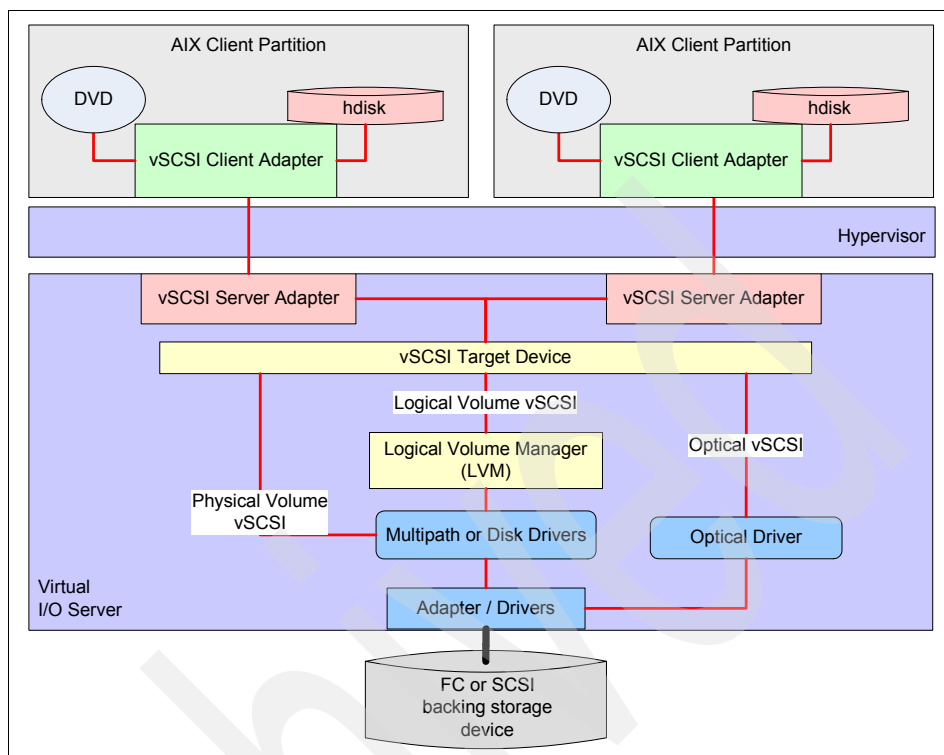 AIX Client Partition
DVD
hdisk
vSCSI Client Adapter
AIX Client Partition
DVD
hdisk
vSCSI Client Adapter
Hypervisor
vSCSI Server Adapter
vSCSI Server Adapter
vSCSI Target Device
Logical Volume vSCSI
Optical vSCSI
Logical Volume Manager
(LVM)
Physical Volume
vSCSI
Multipath or Disk Drivers
Optical Driver
Virtual
I/O Server
Adapter / Drivers
FC or SCSI
backing storage
device